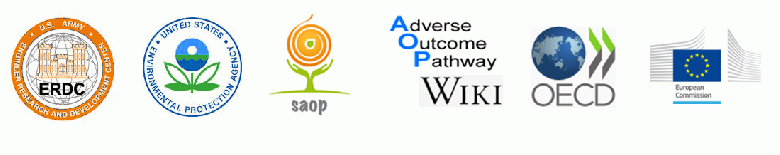 U.S. ARMY
ENGINEER RESEARCH AND DEVELOPMENT CENTER
ERDC
UNITED STATES
ENVIRONMENTAL PROTECTION AGENCY
saop
Adverse
Outcome
Pathway
WIKI
OECD
European
Commission